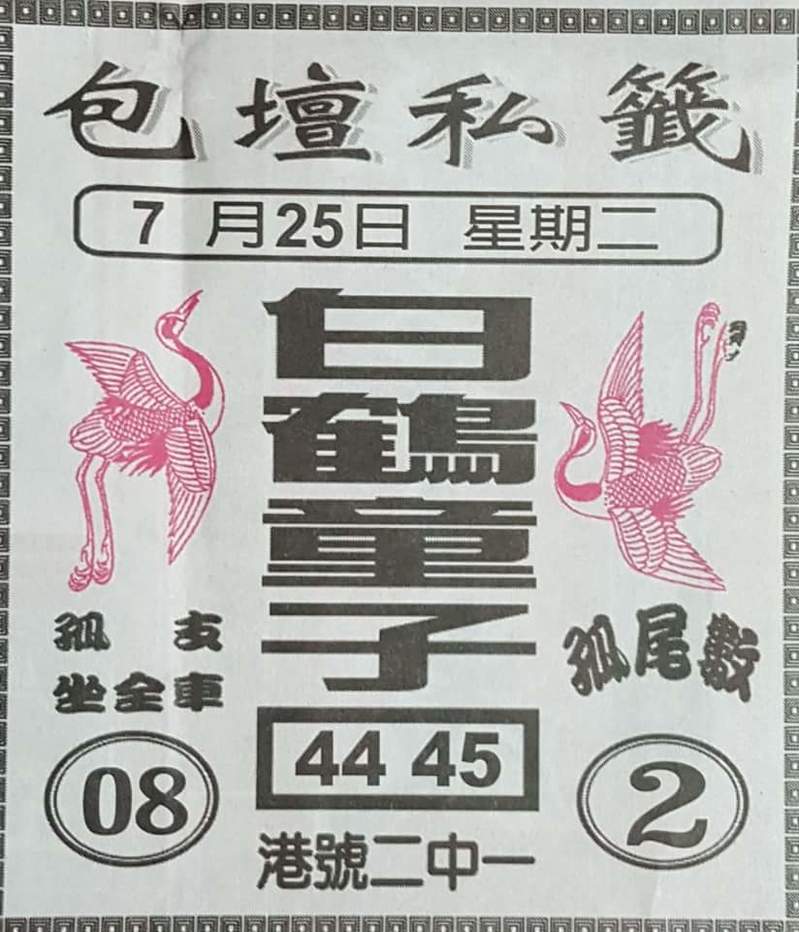 包壇私籤
7月25日 星期二
白鶴童子
孤支
坐全車
08
44 45
港號二中一
孤尾數
2